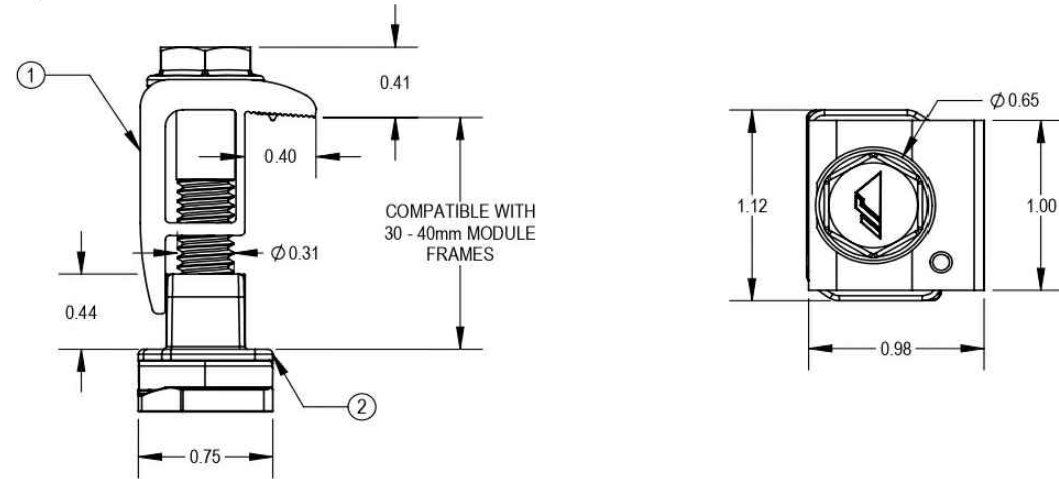 1
0.41
0.40
COMPATIBLE WITH
30 - 40mm MODULE
FRAMES
Ø 0.31
0.44
2
0.75
Ø 0.65
1.12
1.00
0.98